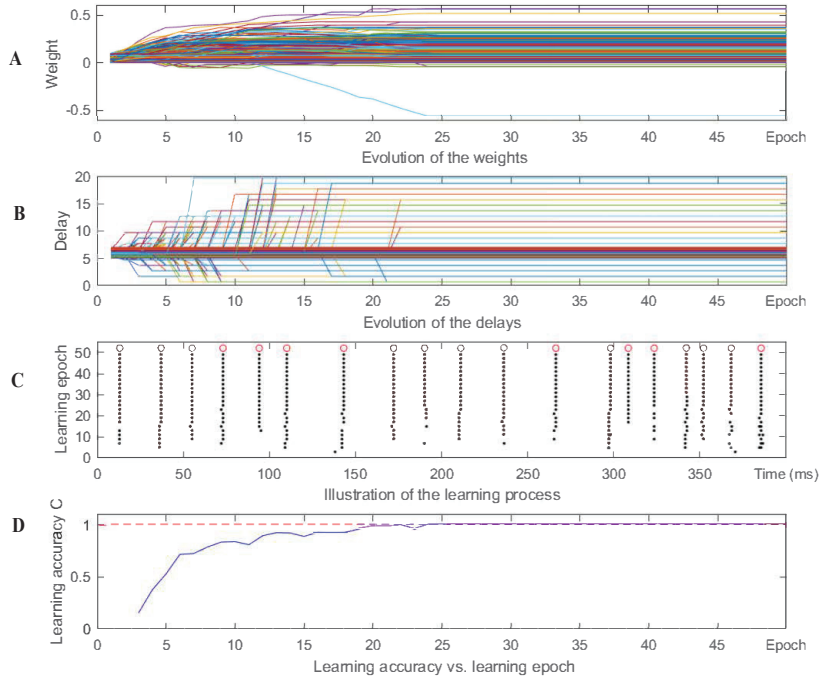 A
Weight
0.5
0
-0.5
0 5 10 15 20 25 30 35 40 45 Epoch
Evolution of the weights
B
Delay
20
15
10
5
0
0 5 10 15 20 25 30 35 40 45 Epoch
Evolution of the delays
C
Learning epoch
50
40
30
20
10
0
0 50 100 150 200 250 300 350 Time (ms)
Illustration of the learning process
D
Learning accuracy C
1
0.5
0
0 5 10 15 20 25 30 35 40 45 Epoch
Learning accuracy vs. learning epoch